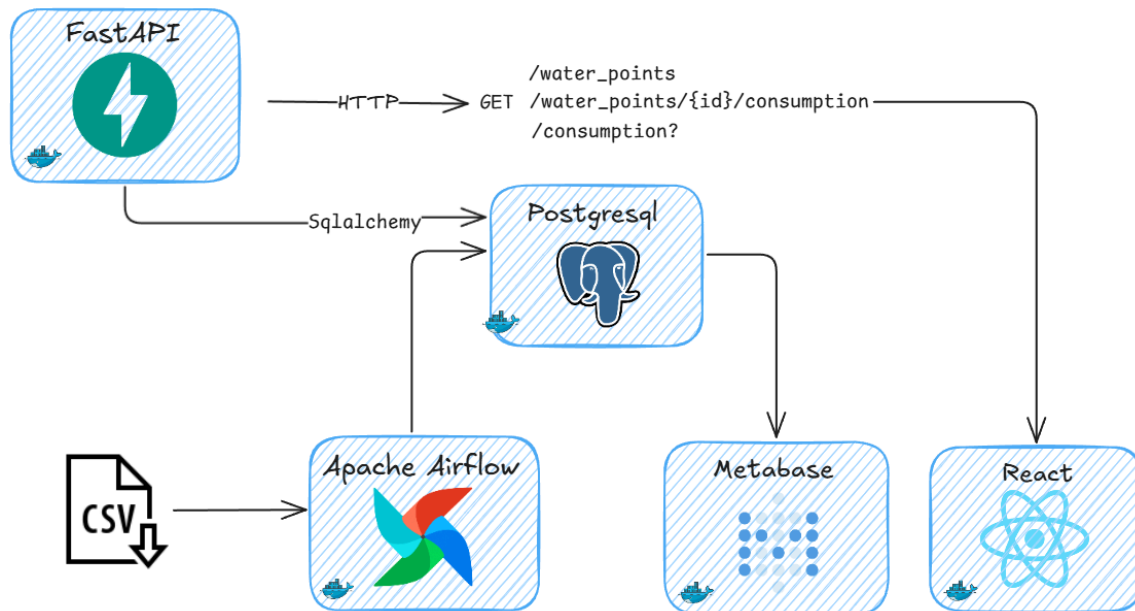 FastAPI
/water_points
HTTP
GET
/water_points/{id}/consumption
/consumption?
Sqlalchemy
Postgresql
CSV
Apache Airflow
Metabase
React